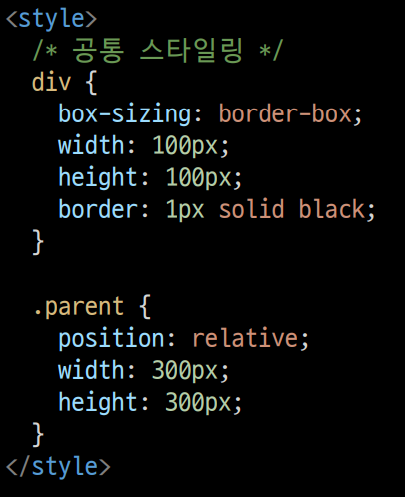 <style>
/* 공통 스타일링 */
div {
box-sizing: border-box;
width: 100px;
height: 100px;
border: 1px solid black;
}
.parent {
position: relative;
width: 300px;
height: 300px;
}
</style>